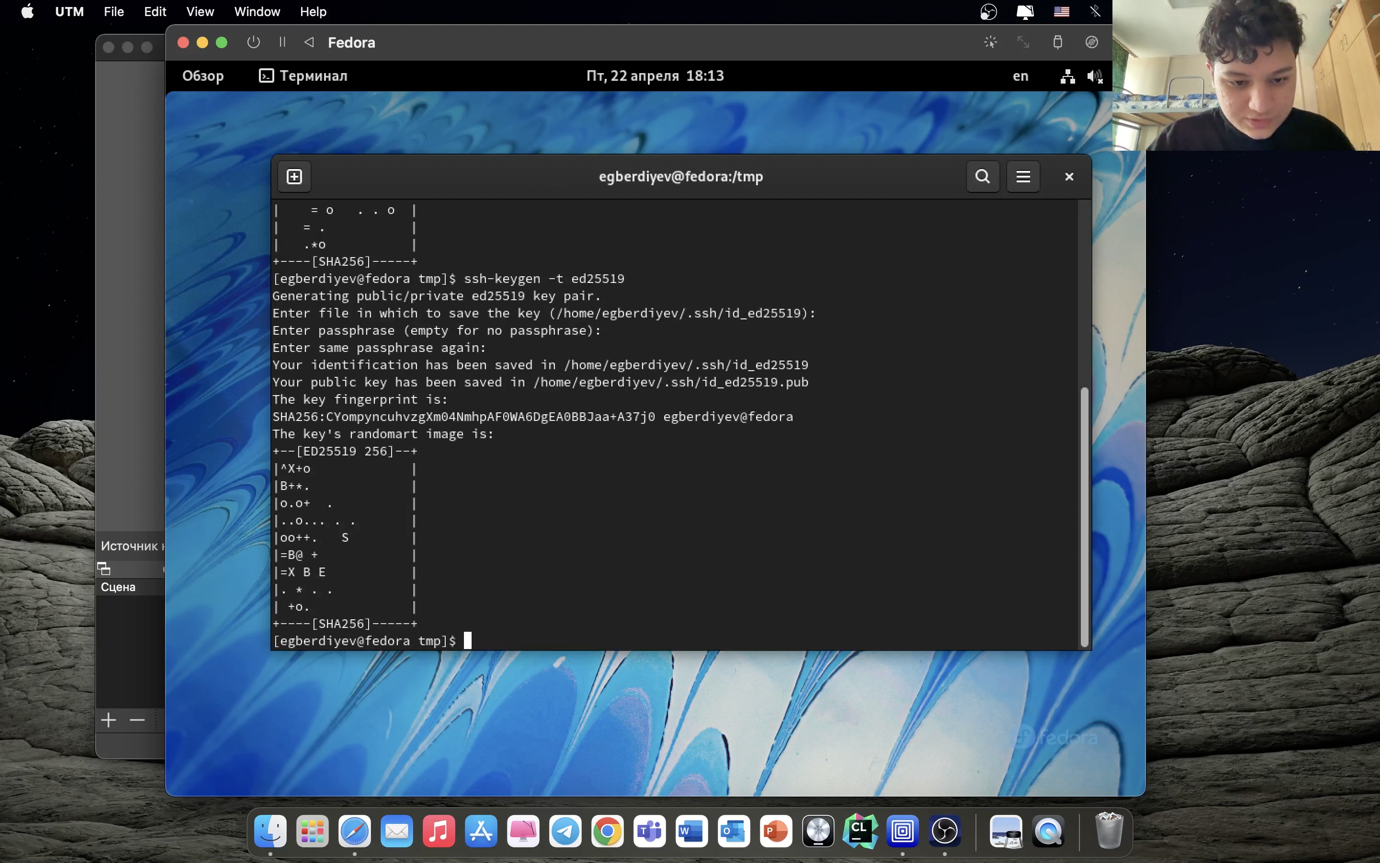 UTM File Edit View Window Help
Fedora
Обзор Терминал Пт, 22 апреля 18:13 en
egberdiyev@fedora:/tmp
|    = o   . . o  |
|   = .           |
|   .*o           |
+----[SHA256]-----+
[egberdiyev@fedora tmp]$ ssh-keygen -t ed25519
Generating public/private ed25519 key pair.
Enter file in which to save the key (/home/egberdiyev/.ssh/id_ed25519):
Enter passphrase (empty for no passphrase):
Enter same passphrase again:
Your identification has been saved in /home/egberdiyev/.ssh/id_ed25519
Your public key has been saved in /home/egberdiyev/.ssh/id_ed25519.pub
The key fingerprint is:
SHA256:CYompyncuhvzgXm04NmhpAF0WA6DgEA0BBJaa+A37j0 egberdiyev@fedora
The key's randomart image is:
+--[ED25519 256]--+
|^X+o             |
|B+*.             |
|o.o+  .          |
|..o... . .       |
|oo++.   S        |
|=B@ +            |
|=X B E           |
|. * . .          |
| +o.             |
+----[SHA256]-----+
[egberdiyev@fedora tmp]$
Источник н
Сцена
fedora
CL